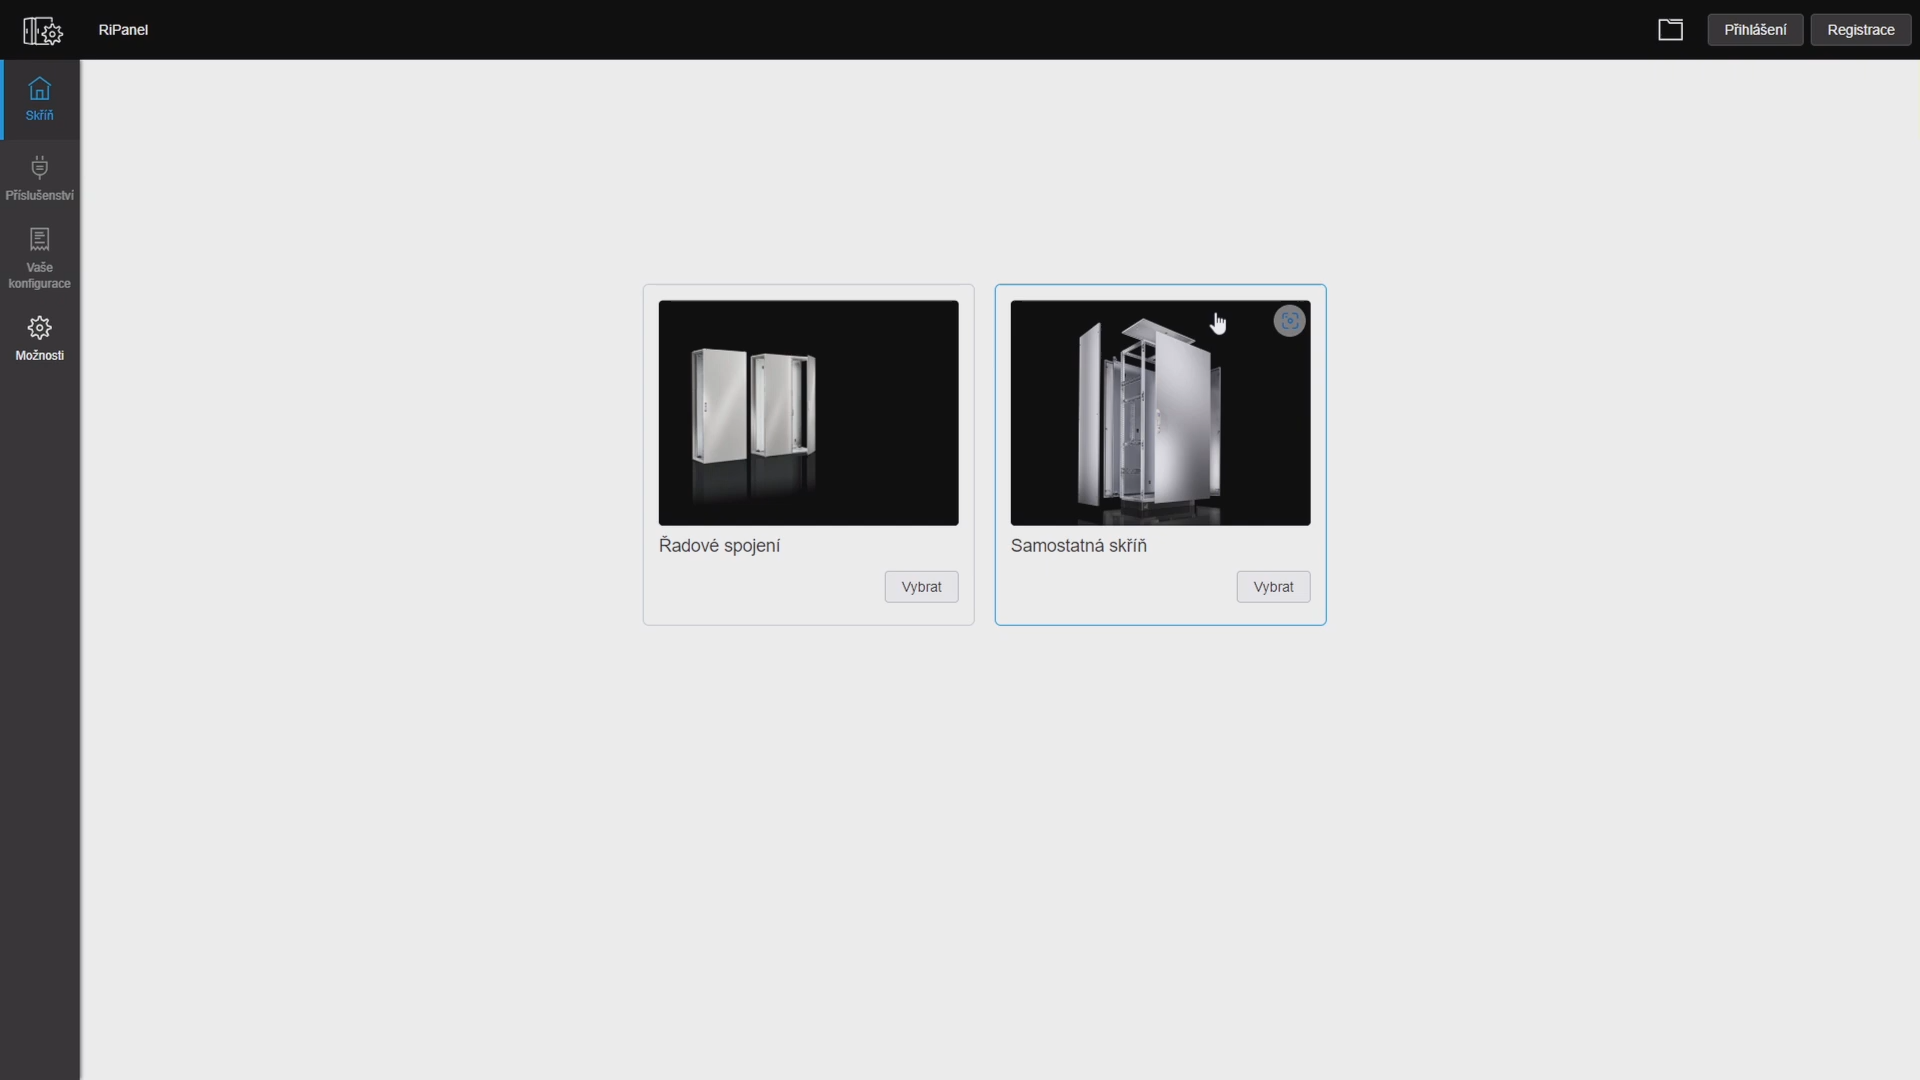 RiPanel
Přihlášení
Registrace
Skříň
Příslušenství
Vaše
konfigurace
Možnosti
Řadové spojení
Samostatná skříň
Vybrat
Vybrat